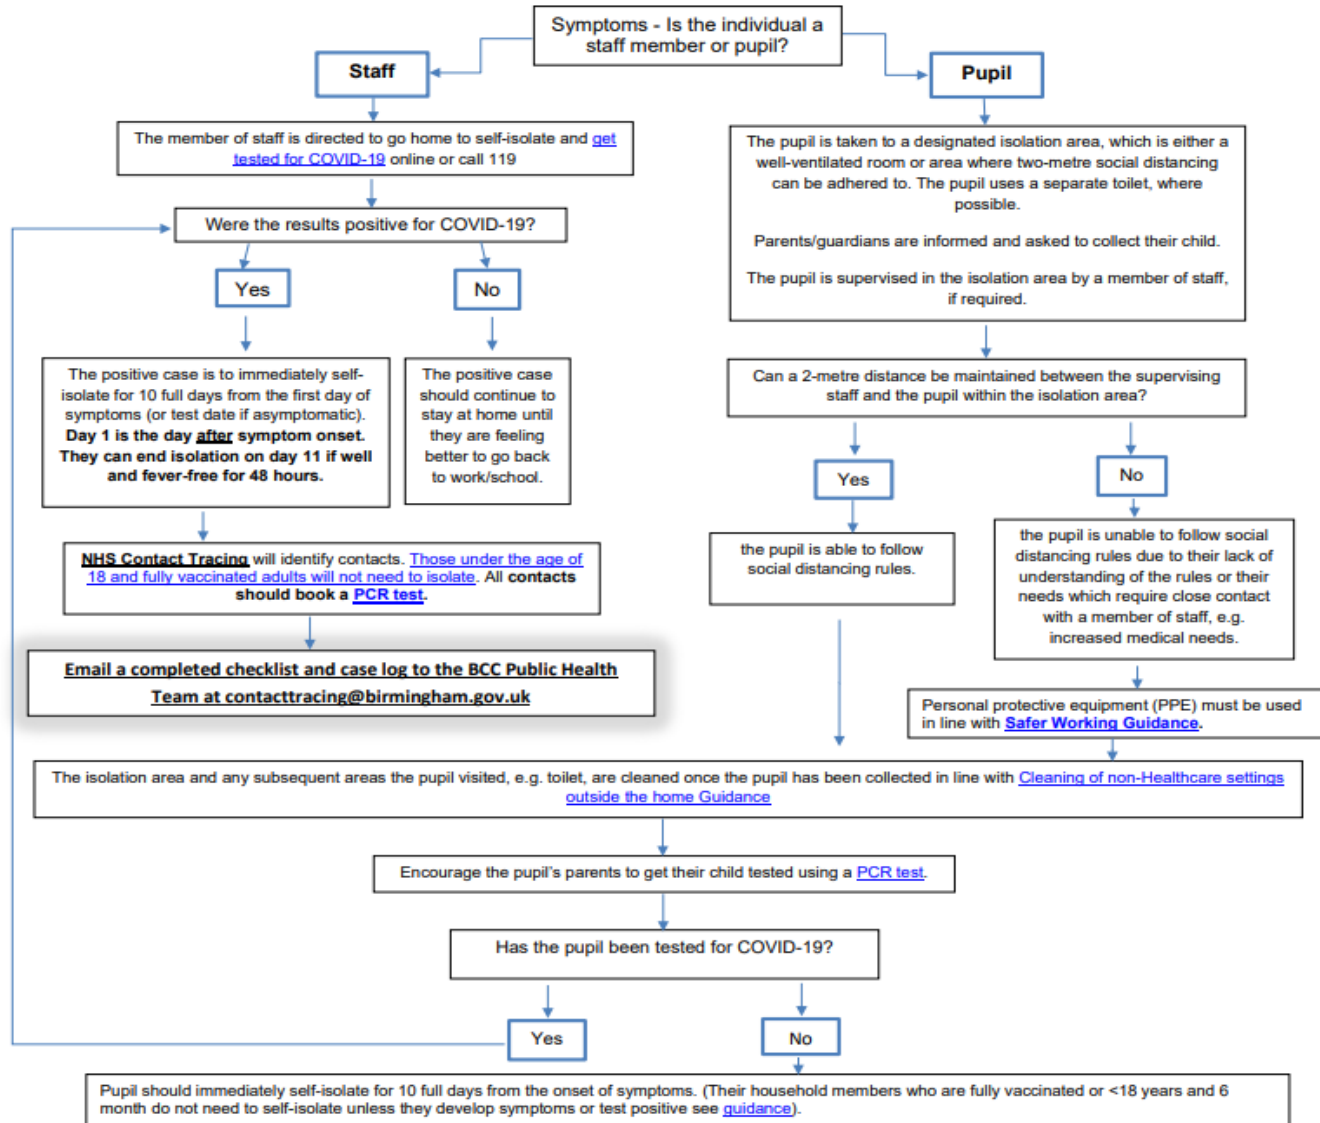 Symptoms - Is the individual a
staff member or pupil?
Staff
Pupil
The member of staff is directed to go home to self-isolate and get
tested for COVID-19 online or call 119
Were the results positive for COVID-19?
Yes
No
The positive case is to immediately self-
isolate for 10 full days from the first day of
symptoms (or test date if asymptomatic).
Day 1 is the day after symptom onset.
They can end isolation on day 11 if well
and fever-free for 48 hours.
The positive case
should continue to
stay at home until
they are feeling
better to go back
to work/school.
NHS Contact Tracing will identify contacts. Those under the age of
18 and fully vaccinated adults will not need to isolate. All contacts
should book a PCR test.
Email a completed checklist and case log to the BCC Public Health
Team at contacttracing@birmingham.gov.uk
The pupil is taken to a designated isolation area, which is either a
well-ventilated room or area where two-metre social distancing
can be adhered to. The pupil uses a separate toilet, where
possible.
Parents/guardians are informed and asked to collect their child.
The pupil is supervised in the isolation area by a member of staff,
if required.
Can a 2-metre distance be maintained between the supervising
staff and the pupil within the isolation area?
Yes
No
the pupil is able to follow
social distancing rules.
the pupil is unable to follow social
distancing rules due to their lack of
understanding of the rules or their
needs which require close contact
with a member of staff, e.g.
increased medical needs.
Personal protective equipment (PPE) must be used
in line with Safer Working Guidance.
The isolation area and any subsequent areas the pupil visited, e.g. toilet, are cleaned once the pupil has been collected in line with Cleaning of non-Healthcare settings
outside the home Guidance
Encourage the pupil's parents to get their child tested using a PCR test.
Has the pupil been tested for COVID-19?
Yes
No
Pupil should immediately self-isolate for 10 full days from the onset of symptoms. (Their household members who are fully vaccinated or <18 years and 6
month do not need to self-isolate unless they develop symptoms or test positive see guidance).